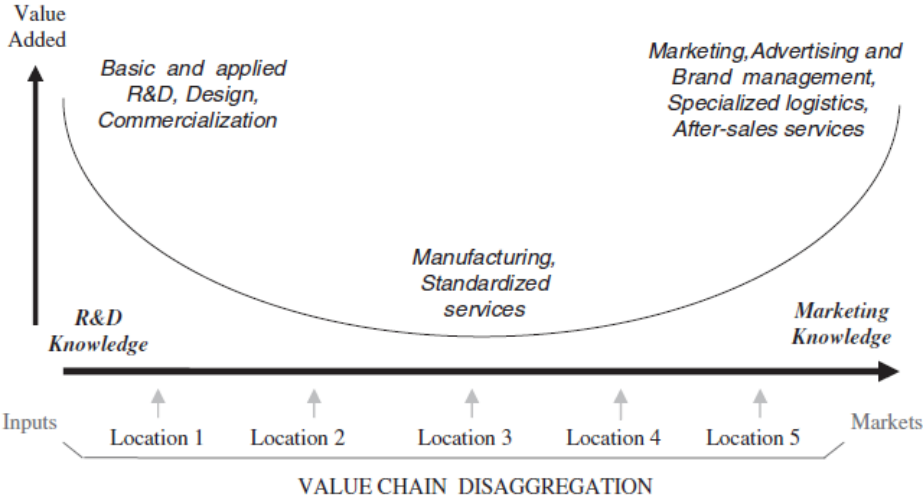 Value
Added
Basic and applied
R&D, Design,
Commercialization
Marketing, Advertising and
Brand management,
Specialized logistics,
After-sales services
Manufacturing,
Standardized
services
R&D
Knowledge
Marketing
Knowledge
Inputs
Location 1
Location 2
Location 3
Location 4
Location 5
Markets
VALUE CHAIN DISAGGREGATION